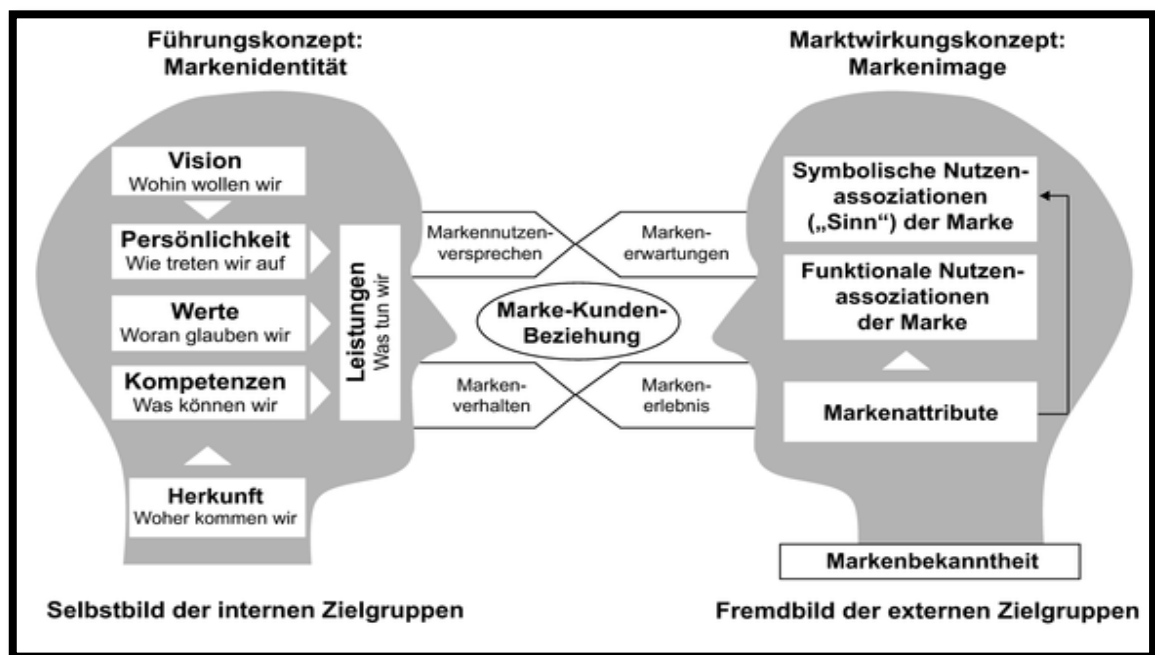 Führungskonzept:
Markenidentität
Vision
Wohin wollen wir
Persönlichkeit
Wie treten wir auf
Werte
Woran glauben wir
Kompetenzen
Was können wir
Herkunft
Woher kommen wir
Leistungen
Was tun wir
Selbstbild der internen Zielgruppen
Markennutzen-
versprechen
Marken-
erwartungen
Marke-Kunden-
Beziehung
Marken-
verhalten
Marken-
erlebnis
Marktwirkungskonzept:
Markenimage
Symbolische Nutzen-
assoziationen
(„Sinn“) der Marke
Funktionale Nutzen-
assoziationen
der Marke
Markenattribute
Markenbekanntheit
Fremdbild der externen Zielgruppen